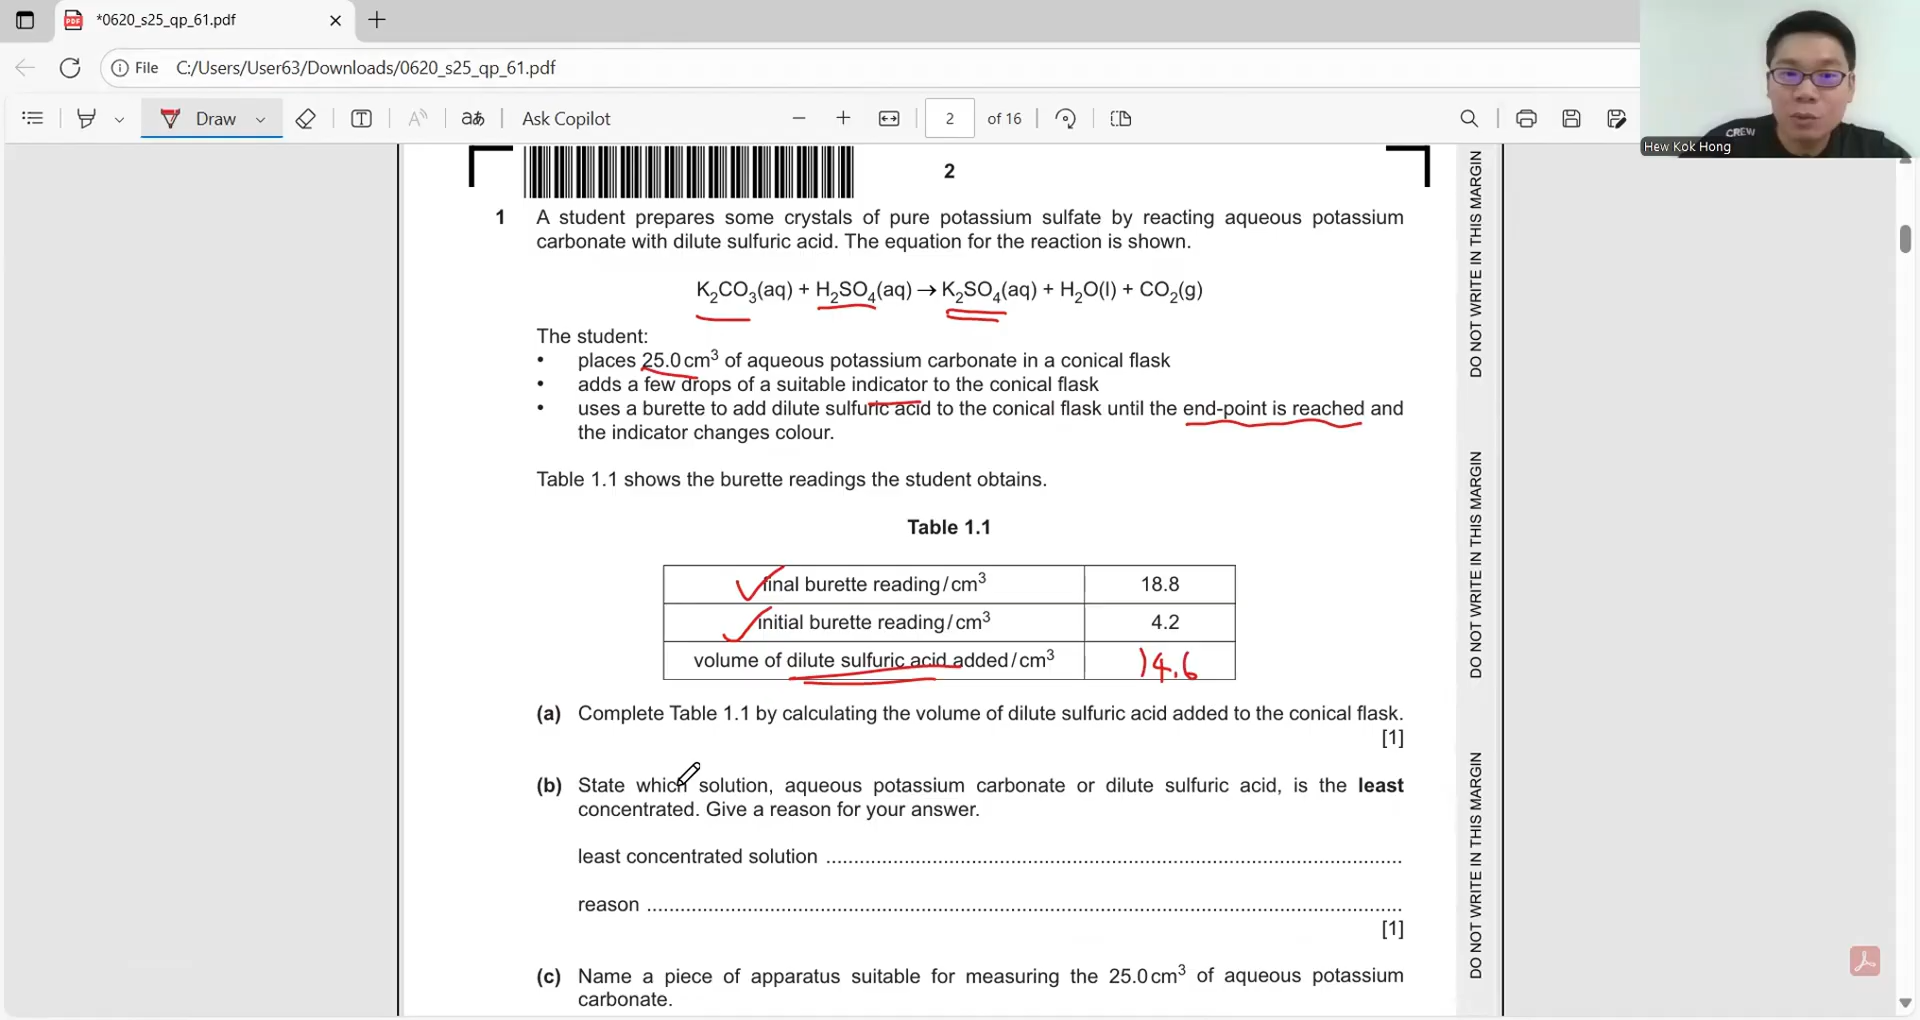 *0620_s25_qp_61.pdf
File C:/Users/User63/Downloads/0620_s25_qp_61.pdf
Draw Ask Copilot 2 of 16
CREW
Hew Kok Hong
2
1 A student prepares some crystals of pure potassium sulfate by reacting aqueous potassium
carbonate with dilute sulfuric acid. The equation for the reaction is shown.
K₂CO₃(aq) + H₂SO₄(aq) → K₂SO₄(aq) + H₂O(l) + CO₂(g)
The student:
• places 25.0 cm³ of aqueous potassium carbonate in a conical flask
• adds a few drops of a suitable indicator to the conical flask
• uses a burette to add dilute sulfuric acid to the conical flask until the end-point is reached and
the indicator changes colour.
Table 1.1 shows the burette readings the student obtains.
Table 1.1
final burette reading/cm³ 18.8
initial burette reading/cm³ 4.2
volume of dilute sulfuric acid added/cm³ 14.6
(a) Complete Table 1.1 by calculating the volume of dilute sulfuric acid added to the conical flask.
[1]
(b) State which solution, aqueous potassium carbonate or dilute sulfuric acid, is the least
concentrated. Give a reason for your answer.
least concentrated solution ................................................................
reason ................................................................
[1]
(c) Name a piece of apparatus suitable for measuring the 25.0 cm³ of aqueous potassium
carbonate.
DO NOT WRITE IN THIS MARGIN
DO NOT WRITE IN THIS MARGIN
DO NOT WRITE IN THIS MARGIN